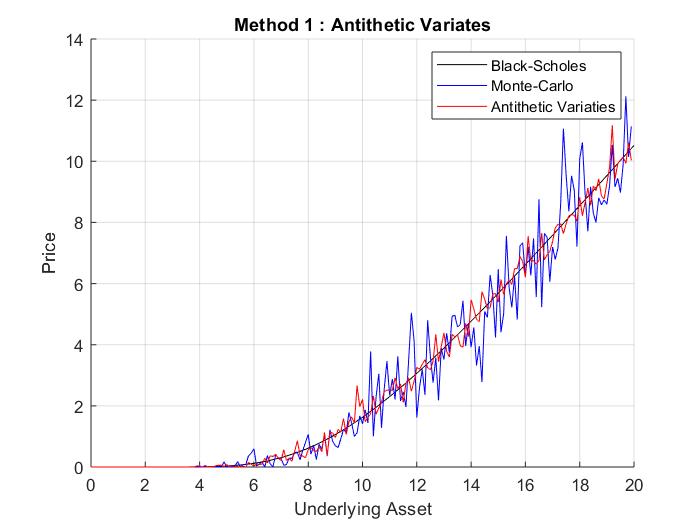 Method 1 : Antithetic Variates
Black-Scholes
Monte-Carlo
Antithetic Variaties
Price
14
12
10
8
6
4
2
0
0 2 4 6 8 10 12 14 16 18 20
Underlying Asset